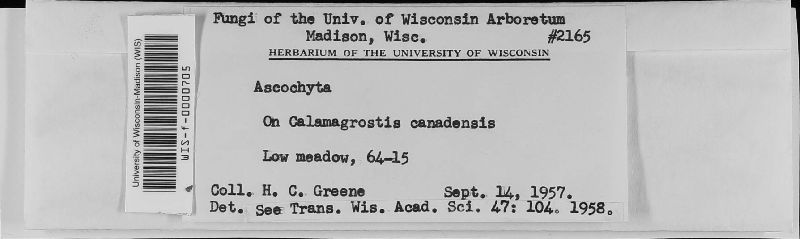 Fungi of the Univ. of Wisconsin Arboretum
Madison, Wisc. #2165
HERBARIUM OF THE UNIVERSITY OF WISCONSIN
University of Wisconsin-Madison (WIS)
WIS-f-0000705
Ascochyta
On Calamagrostis canadensis
Low meadow, 64-15
Coll. H. C. Greene Sept. 14, 1957.
Det. See Trans. Wis. Acad. Sci. 47: 104. 1958.